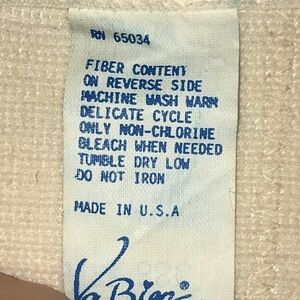 RN 65034
FIBER CONTENT
ON REVERSE SIDE
MACHINE WASH WARM
DELICATE CYCLE
ONLY NON-CHLORINE
BLEACH WHEN NEEDED
TUMBLE DRY LOW
DO NOT IRON
MADE IN U.S.A
Va Bien®